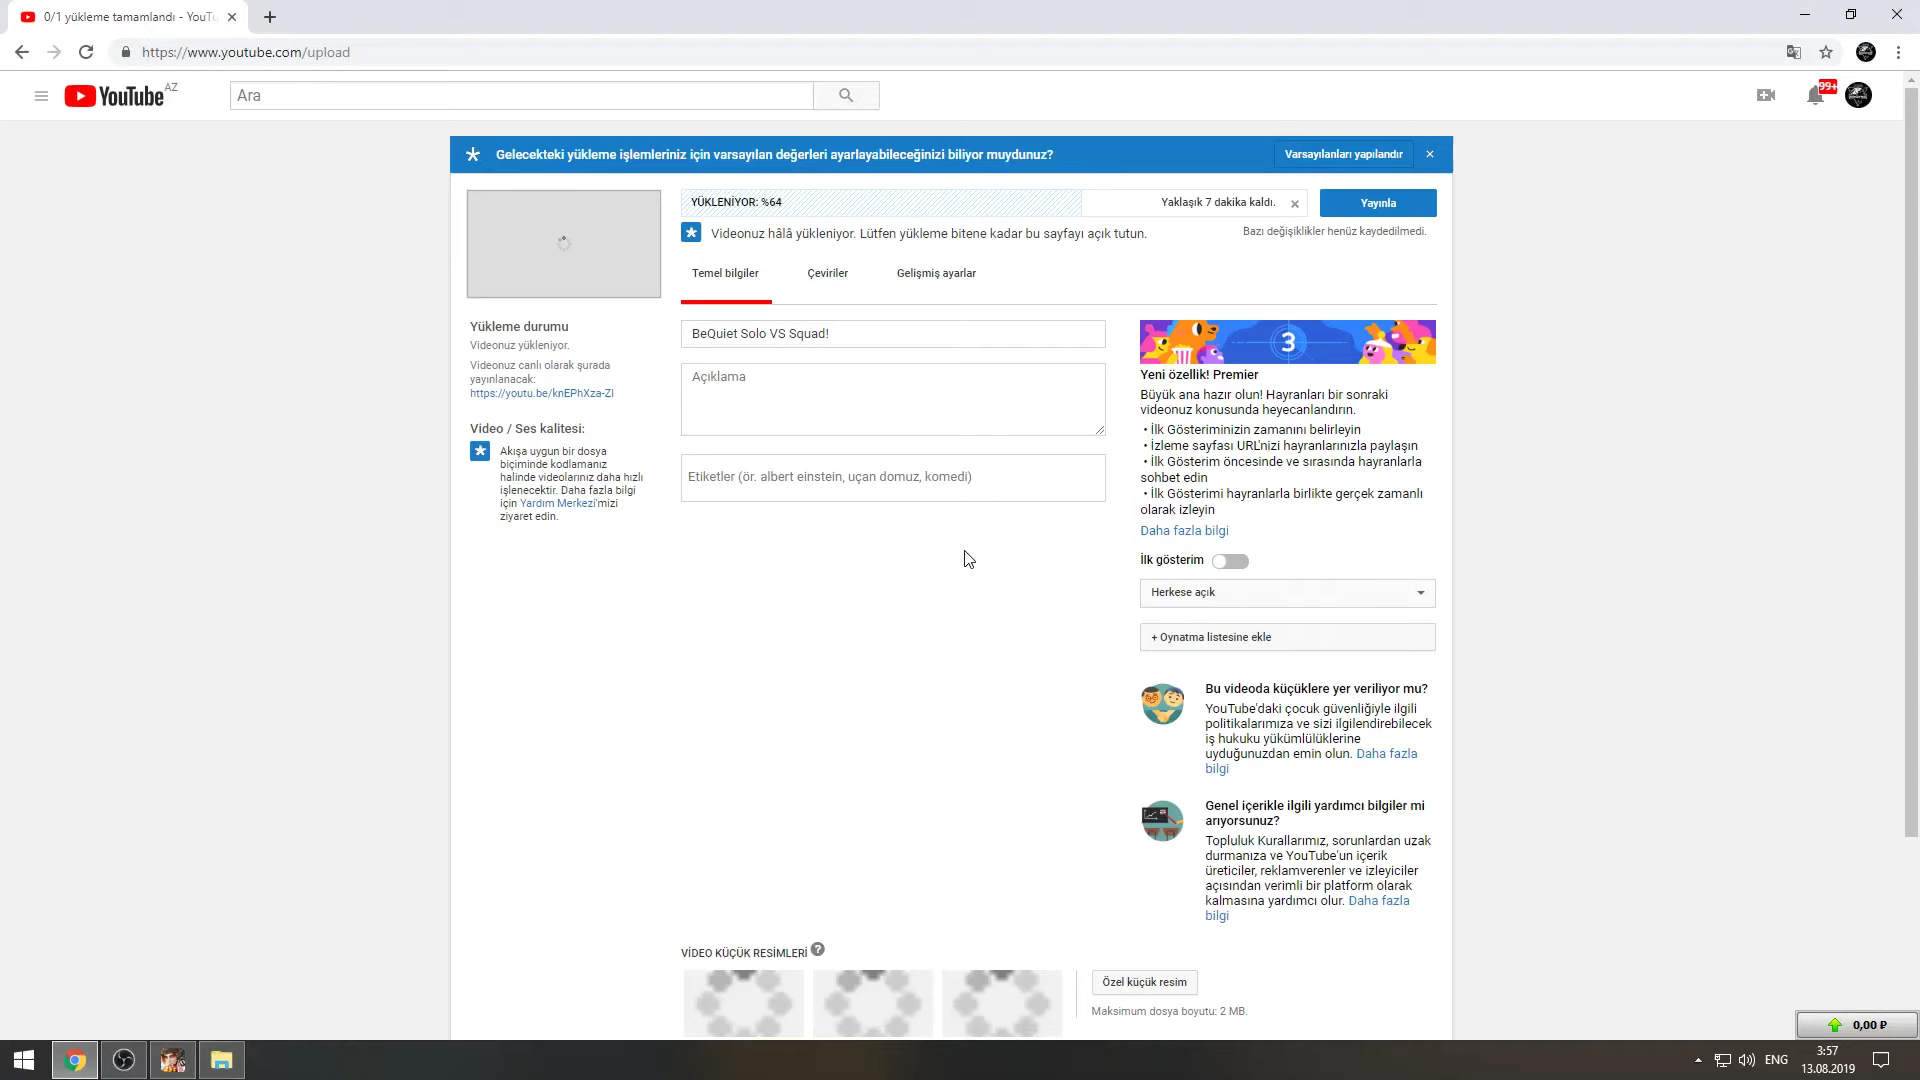 0/1 yükleme tamamlandı - YouTu
https://www.youtube.com/upload
YouTube AZ
Ara
99+
Gelecekteki yükleme işlemleriniz için varsayılan değerleri ayarlayabileceğinizi biliyor muydunuz?
Varsayılanları yapılandır
YÜKLENİYOR: %64
Yaklaşık 7 dakika kaldı.
Yayınla
Videonuz hâlâ yükleniyor. Lütfen yükleme bitene kadar bu sayfayı açık tutun.
Bazı değişiklikler henüz kaydedilmedi.
Temel bilgiler
Çeviriler
Gelişmiş ayarlar
Yükleme durumu
Videonuz yükleniyor.
Videonuz canlı olarak şurada
yayınlanacak:
https://youtu.be/knEPhXza-ZI
Video / Ses kalitesi:
Akışa uygun bir dosya
biçiminde kodlamanız
halinde videolarınız daha hızlı
işlenecektir. Daha fazla bilgi
için Yardım Merkezi'mizi
ziyaret edin.
BeQuiet Solo VS Squad!
Açıklama
Etiketler (ör. albert einstein, uçan domuz, komedi)
3
Yeni özellik! Premier
Büyük ana hazır olun! Hayranları bir sonraki
videonuz konusunda heyecanlandırın.
• İlk Gösteriminizin zamanını belirleyin
• İzleme sayfası URL'nizi hayranlarınızla paylaşın
• İlk Gösterim öncesinde ve sırasında hayranlarla
sohbet edin
• İlk Gösterimi hayranlarla birlikte gerçek zamanlı
olarak izleyin
Daha fazla bilgi
İlk gösterim
Herkese açık
+ Oynatma listesine ekle
Bu videoda küçüklere yer veriliyor mu?
YouTube'daki çocuk güvenliğiyle ilgili
politikalarımıza ve sizi ilgilendirebilecek
iş hukuku yükümlülüklerine
uyduğunuzdan emin olun. Daha fazla
bilgi
Genel içerikle ilgili yardımcı bilgiler mi
arıyorsunuz?
Topluluk Kurallarımız, sorunlardan uzak
durmanıza ve YouTube'un içerik
üreticiler, reklamverenler ve izleyiciler
açısından verimli bir platform olarak
kalmasına yardımcı olur. Daha fazla
bilgi
VİDEO KÜÇÜK RESİMLERİ ?
Özel küçük resim
Maksimum dosya boyutu: 2 MB.
0,00 ₽
ENG
3:57
13.08.2019